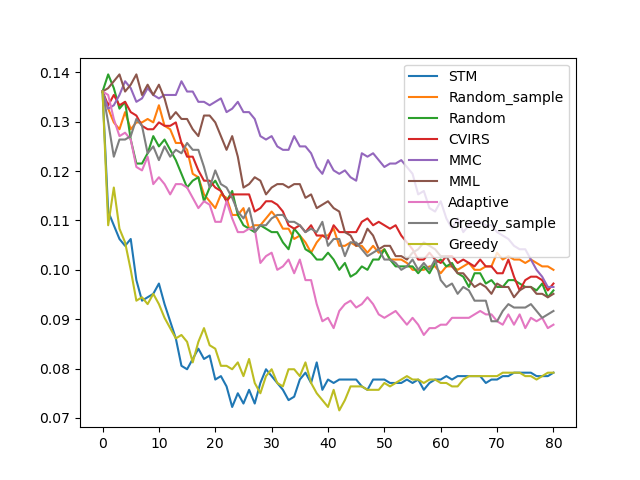 0.14
0.13
0.12
0.11
0.10
0.09
0.08
0.07
0 10 20 30 40 50 60 70 80
STM
Random_sample
Random
CVIRS
MMC
MML
Adaptive
Greedy_sample
Greedy